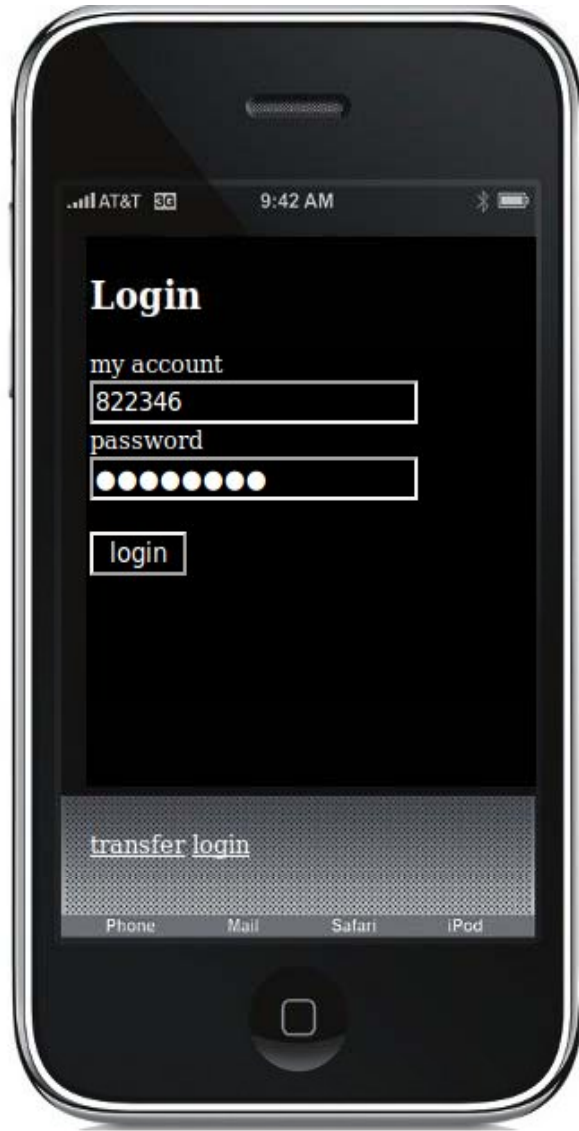 AT&T 3G 9:42 AM
Login
my account
822346
password
●●●●●●●●
login
transfer login
Phone Mail Safari iPod